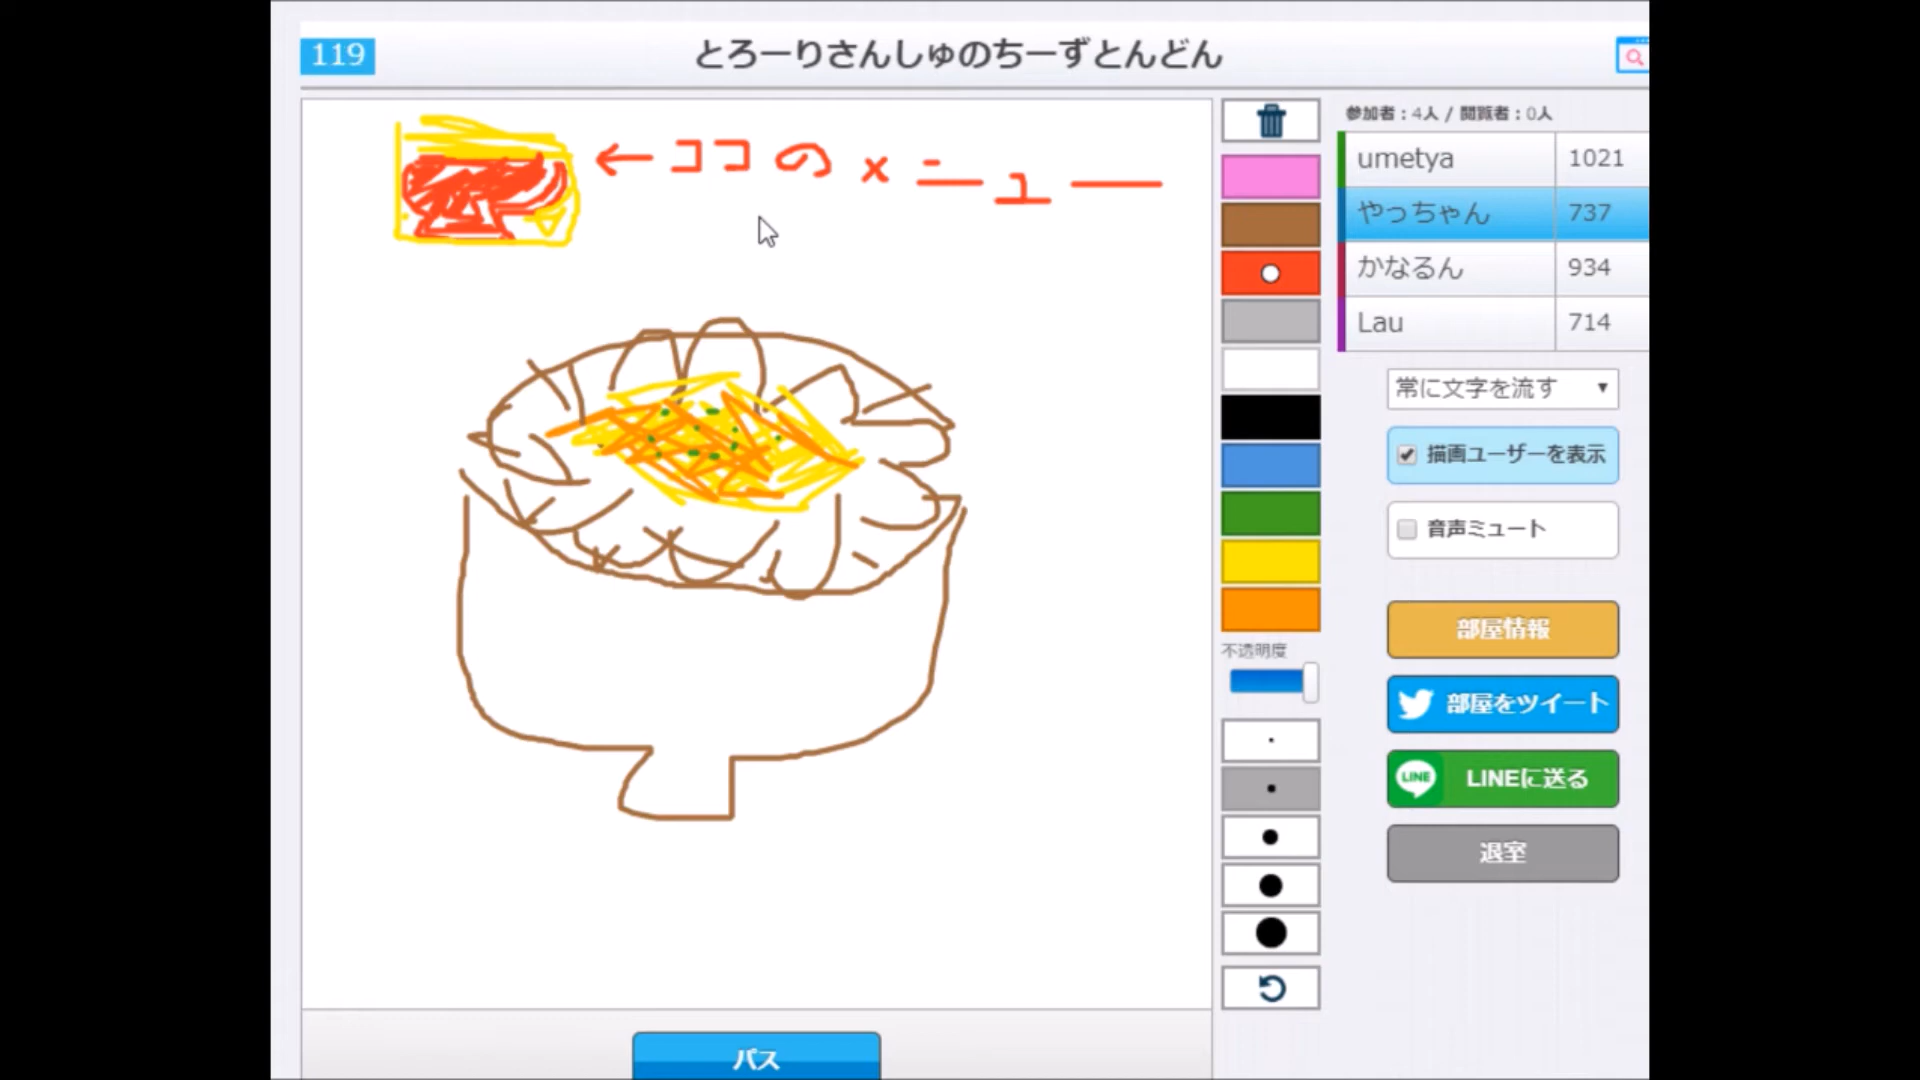 119
とろーりさんしゅのちーずとんどん
←ココのメニュー
参加者：4人 / 閲覧者：0人
umetya 1021
やっちゃん 737
かなるん 934
Lau 714
常に文字を流す ▼
描画ユーザーを表示
音声ミュート
不透明度
部屋情報
部屋をツイート
LINE LINEに送る
退室
パス